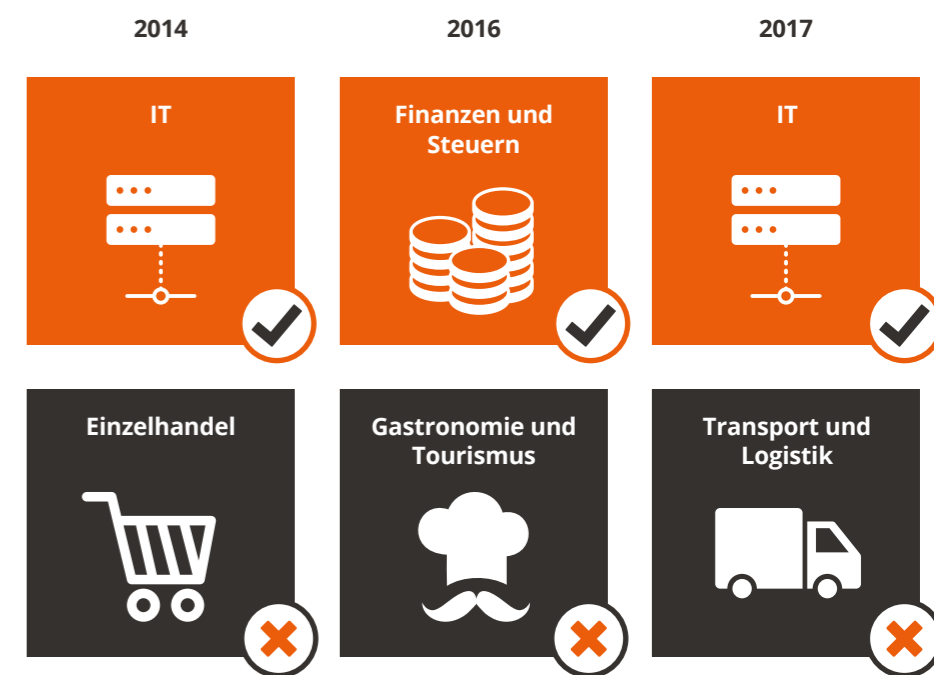 2014
2016
2017
IT
Finanzen und
Steuern
IT
Einzelhandel
Gastronomie und
Tourismus
Transport und
Logistik